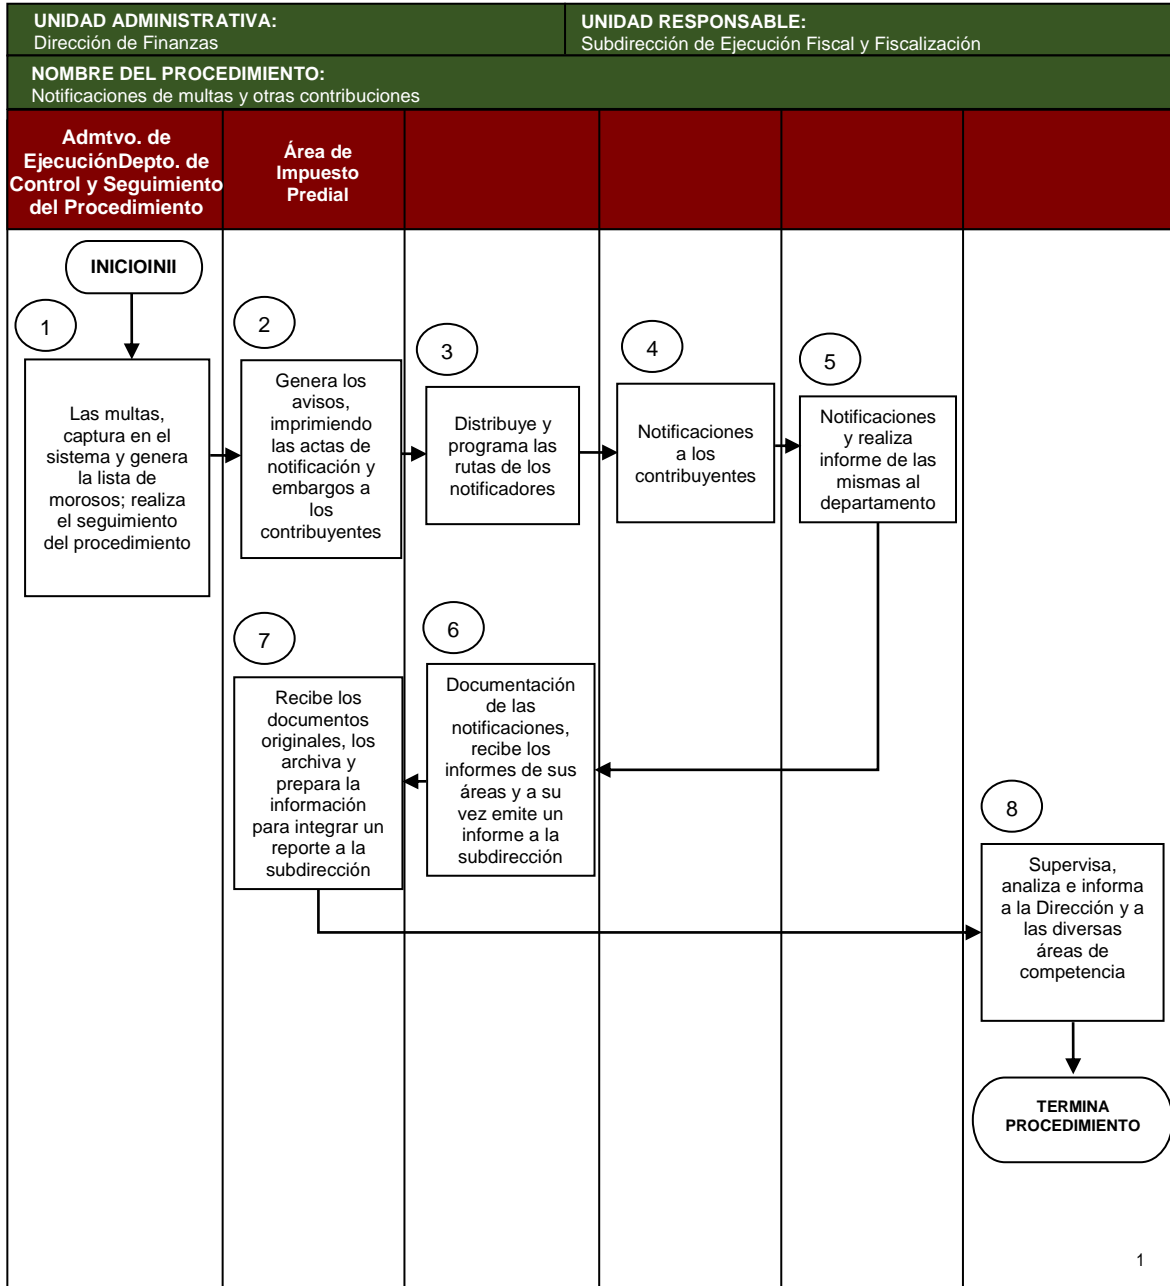 UNIDAD ADMINISTRATIVA:
Dirección de Finanzas
UNIDAD RESPONSABLE:
Subdirección de Ejecución Fiscal y Fiscalización
NOMBRE DEL PROCEDIMIENTO:
Notificaciones de multas y otras contribuciones
Admtvo. de
EjecuciónDepto. de
Control y Seguimiento
del Procedimiento
Área de
Impuesto
Predial
INICIOINII
1
Las multas,
captura en el
sistema y genera
la lista de
morosos; realiza
el seguimiento
del procedimiento
2
Genera los
avisos,
imprimiendo
las actas de
notificación y
embargos a
los
contribuyentes
3
Distribuye y
programa las
rutas de los
notificadores
4
Notificaciones
a los
contribuyentes
5
Notificaciones
y realiza
informe de las
mismas al
departamento
6
Documentación
de las
notificaciones,
recibe los
informes de sus
áreas y a su
vez emite un
informe a la
subdirección
7
Recibe los
documentos
originales, los
archiva y
prepara la
información
para integrar un
reporte a la
subdirección
8
Supervisa,
analiza e informa
a la Dirección y a
las diversas
áreas de
competencia
TERMINA
PROCEDIMIENTO
1